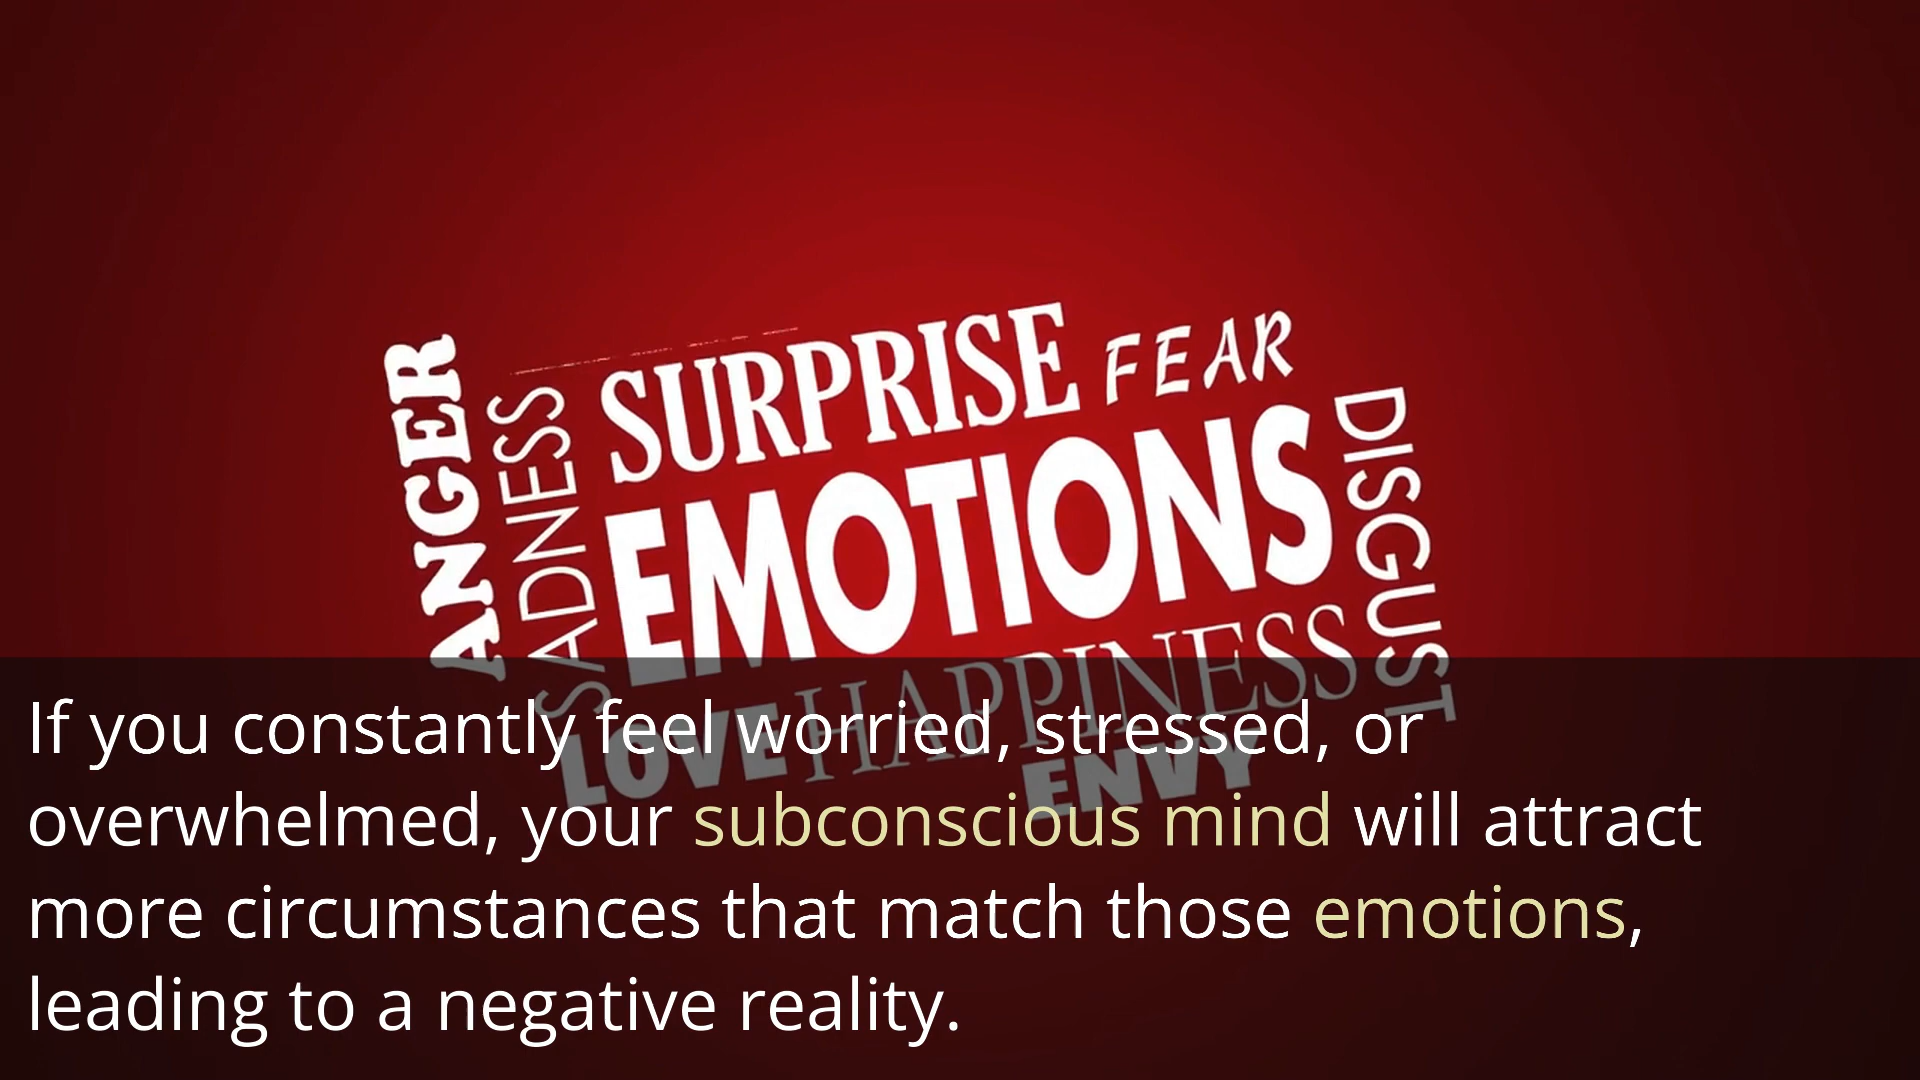 ANGER
SADNESS
SURPRISE
FEAR
EMOTIONS
DISGUST
LOVE
HAPPINESS
ENVY
If you constantly feel worried, stressed, or
overwhelmed, your subconscious mind will attract
more circumstances that match those emotions,
leading to a negative reality.